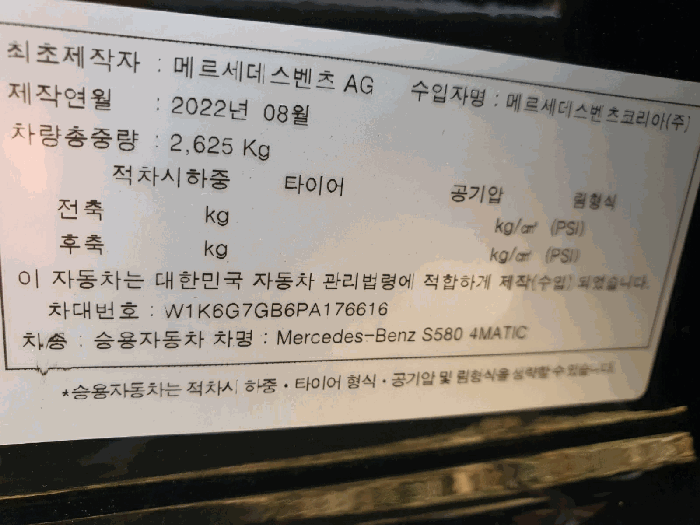 최초제작자 : 메르세데스벤츠 AG 수입자명 : 메르세데스벤츠코리아(주)
제작연월 : 2022년 08월
차량총중량 : 2,625 Kg
적차시하중 타이어 공기압 림형식
전축 kg kg/㎠ (PSI)
후축 kg kg/㎠ (PSI)
이 자동차는 대한민국 자동차 관리법령에 적합하게 제작(수입) 되었습니다.
차대번호 : W1K6G7GB6PA176616
차종 : 승용자동차 차명 : Mercedes-Benz S580 4MATIC
*승용자동차는 적차시 하중·타이어 형식·공기압 및 림형식을 생략할 수 있습니다.